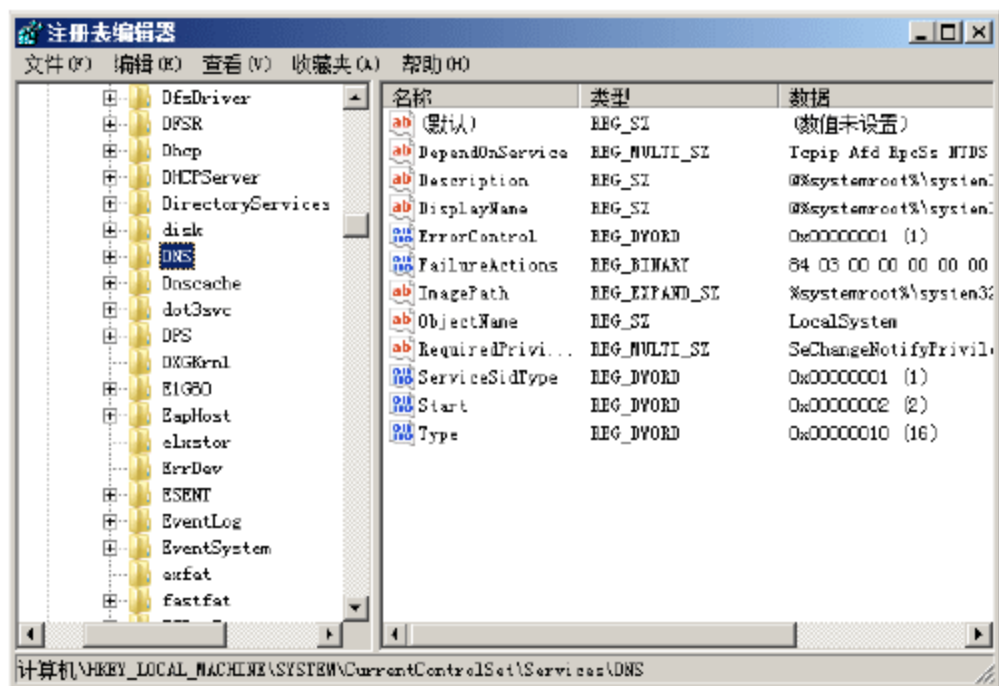 注册表编辑器
文件(F) 编辑(E) 查看(V) 收藏夹(A) 帮助(H)
DfsDriver
DFSR
Dhcp
DHCPServer
DirectoryServices
disk
DNS
Dnscache
dot3svc
DPS
DXGKrnl
E1G60
EapHost
elxstor
ErrDev
ESENT
EventLog
EventSystem
exfat
fastfat
名称 类型 数据
(默认) REG_SZ (数值未设置)
DependOnService REG_MULTI_SZ Tcpip Afd RpcSs NTDS
Description REG_SZ @%systemroot%\system
DisplayName REG_SZ @%systemroot%\system
ErrorControl REG_DWORD 0x00000001 (1)
FailureActions REG_BINARY 84 03 00 00 00 00 00
ImagePath REG_EXPAND_SZ %systemroot%\system32
ObjectName REG_SZ LocalSystem
RequiredPrivi... REG_MULTI_SZ SeChangeNotifyPrivil
ServiceSidType REG_DWORD 0x00000001 (1)
Start REG_DWORD 0x00000002 (2)
Type REG_DWORD 0x00000010 (16)
计算机\HKEY_LOCAL_MACHINE\SYSTEM\CurrentControlSet\Services\DNS